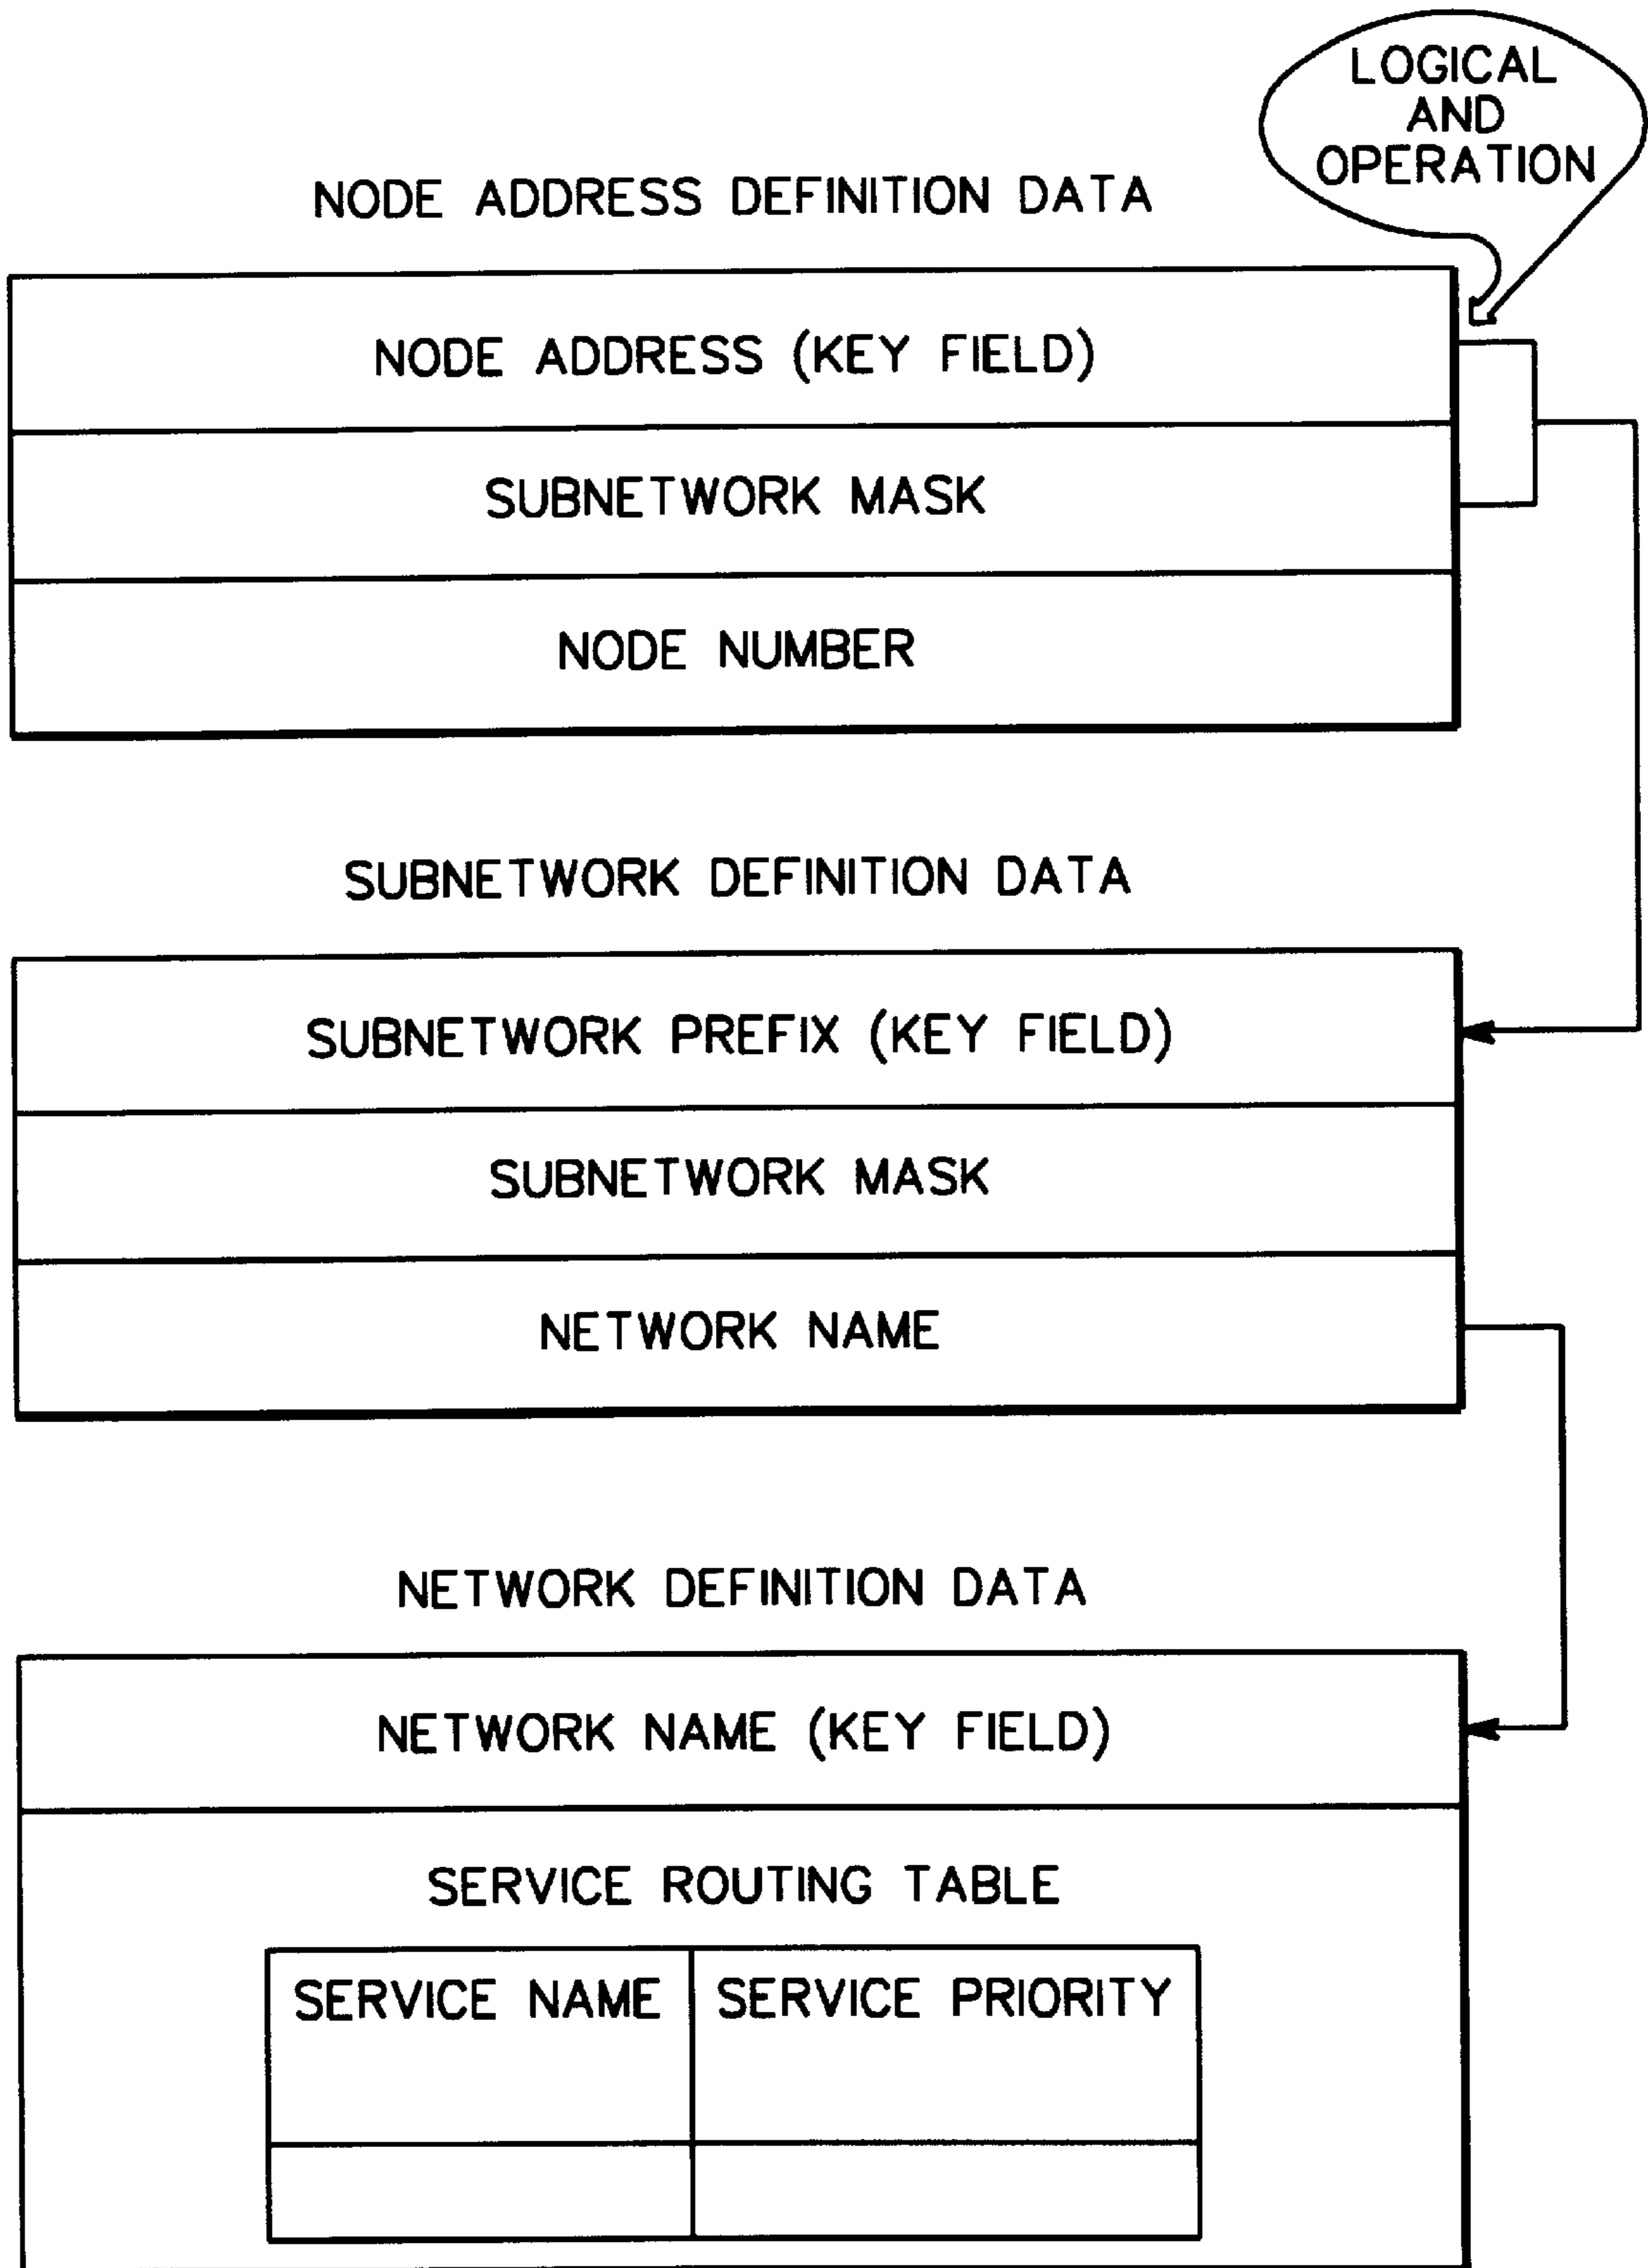 LOGICAL
AND
OPERATION
NODE ADDRESS DEFINITION DATA
NODE ADDRESS (KEY FIELD)
SUBNETWORK MASK
NODE NUMBER
SUBNETWORK DEFINITION DATA
SUBNETWORK PREFIX (KEY FIELD)
SUBNETWORK MASK
NETWORK NAME
NETWORK DEFINITION DATA
NETWORK NAME (KEY FIELD)
SERVICE ROUTING TABLE
SERVICE NAME SERVICE PRIORITY